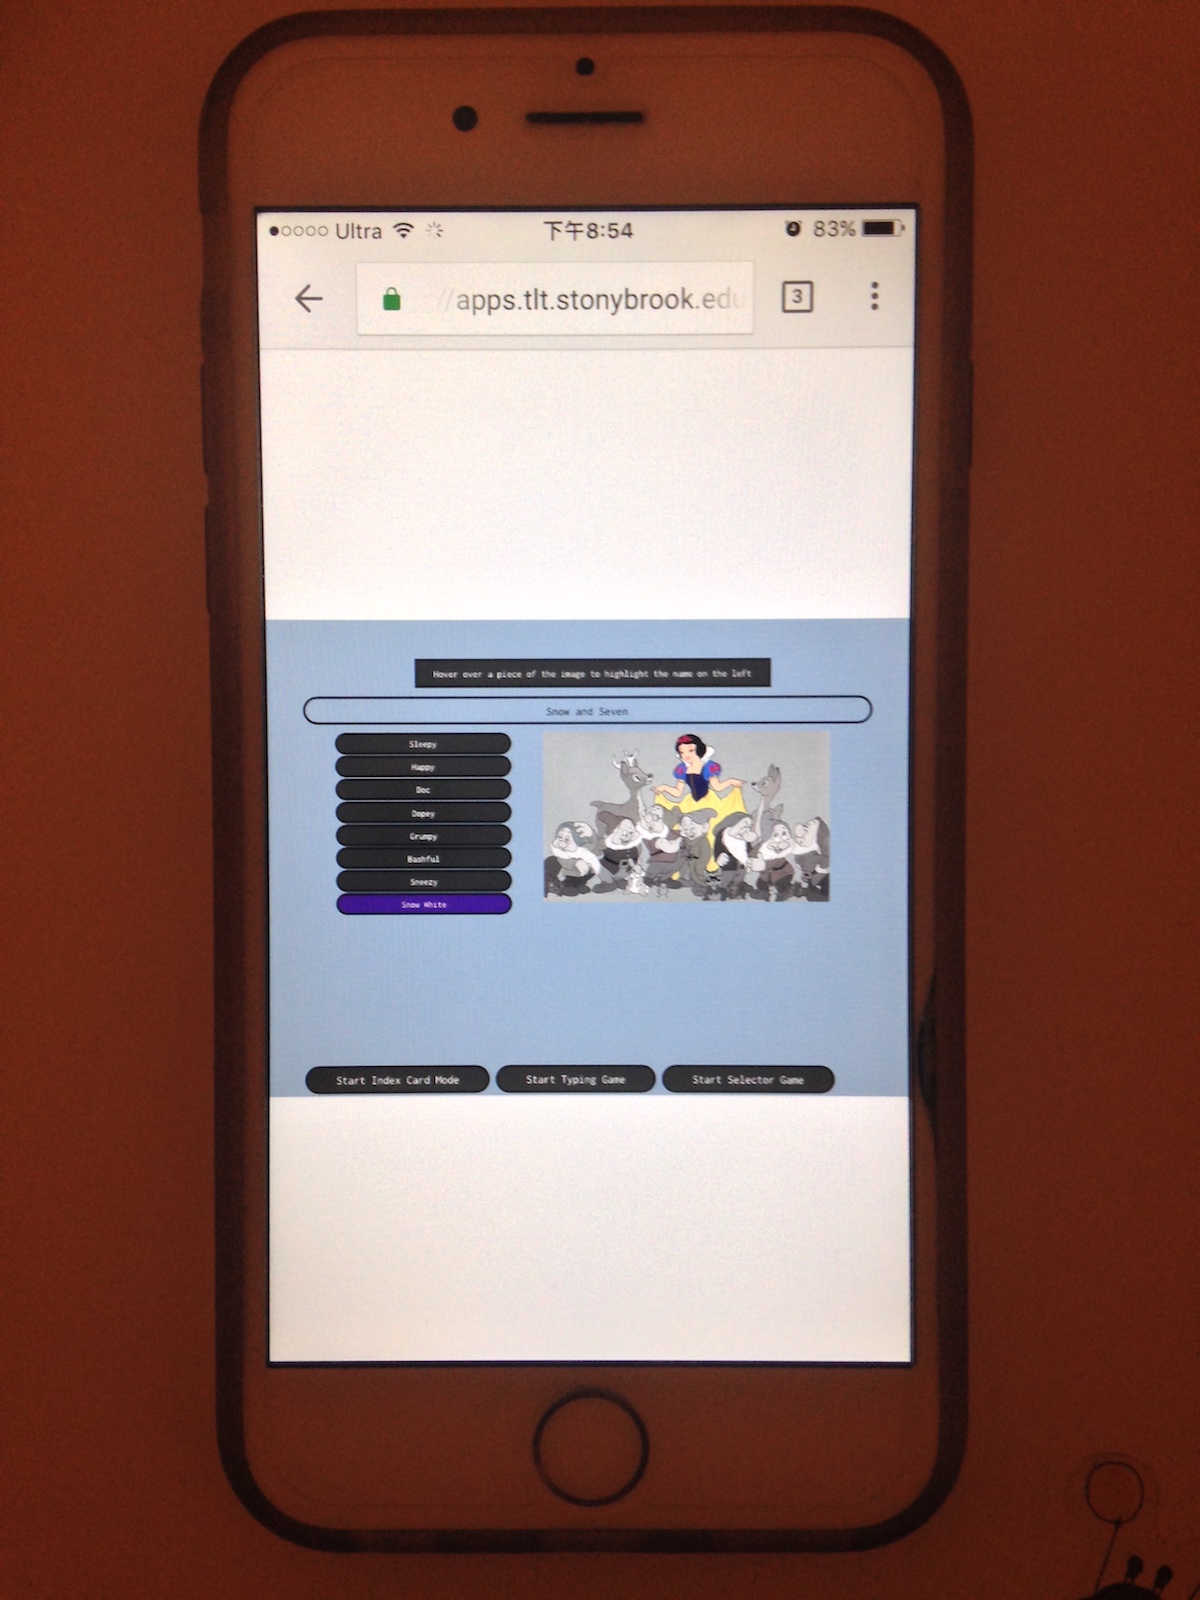 Ultra 下午8:54 83%
//apps.tlt.stonybrook.edu 3
Hover over a piece of the image to highlight the name on the left
Snow and Seven
Sleepy
Happy
Doc
Dopey
Grumpy
Bashful
Sneezy
Snow White
Start Index Card Mode Start Typing Game Start Selector Game